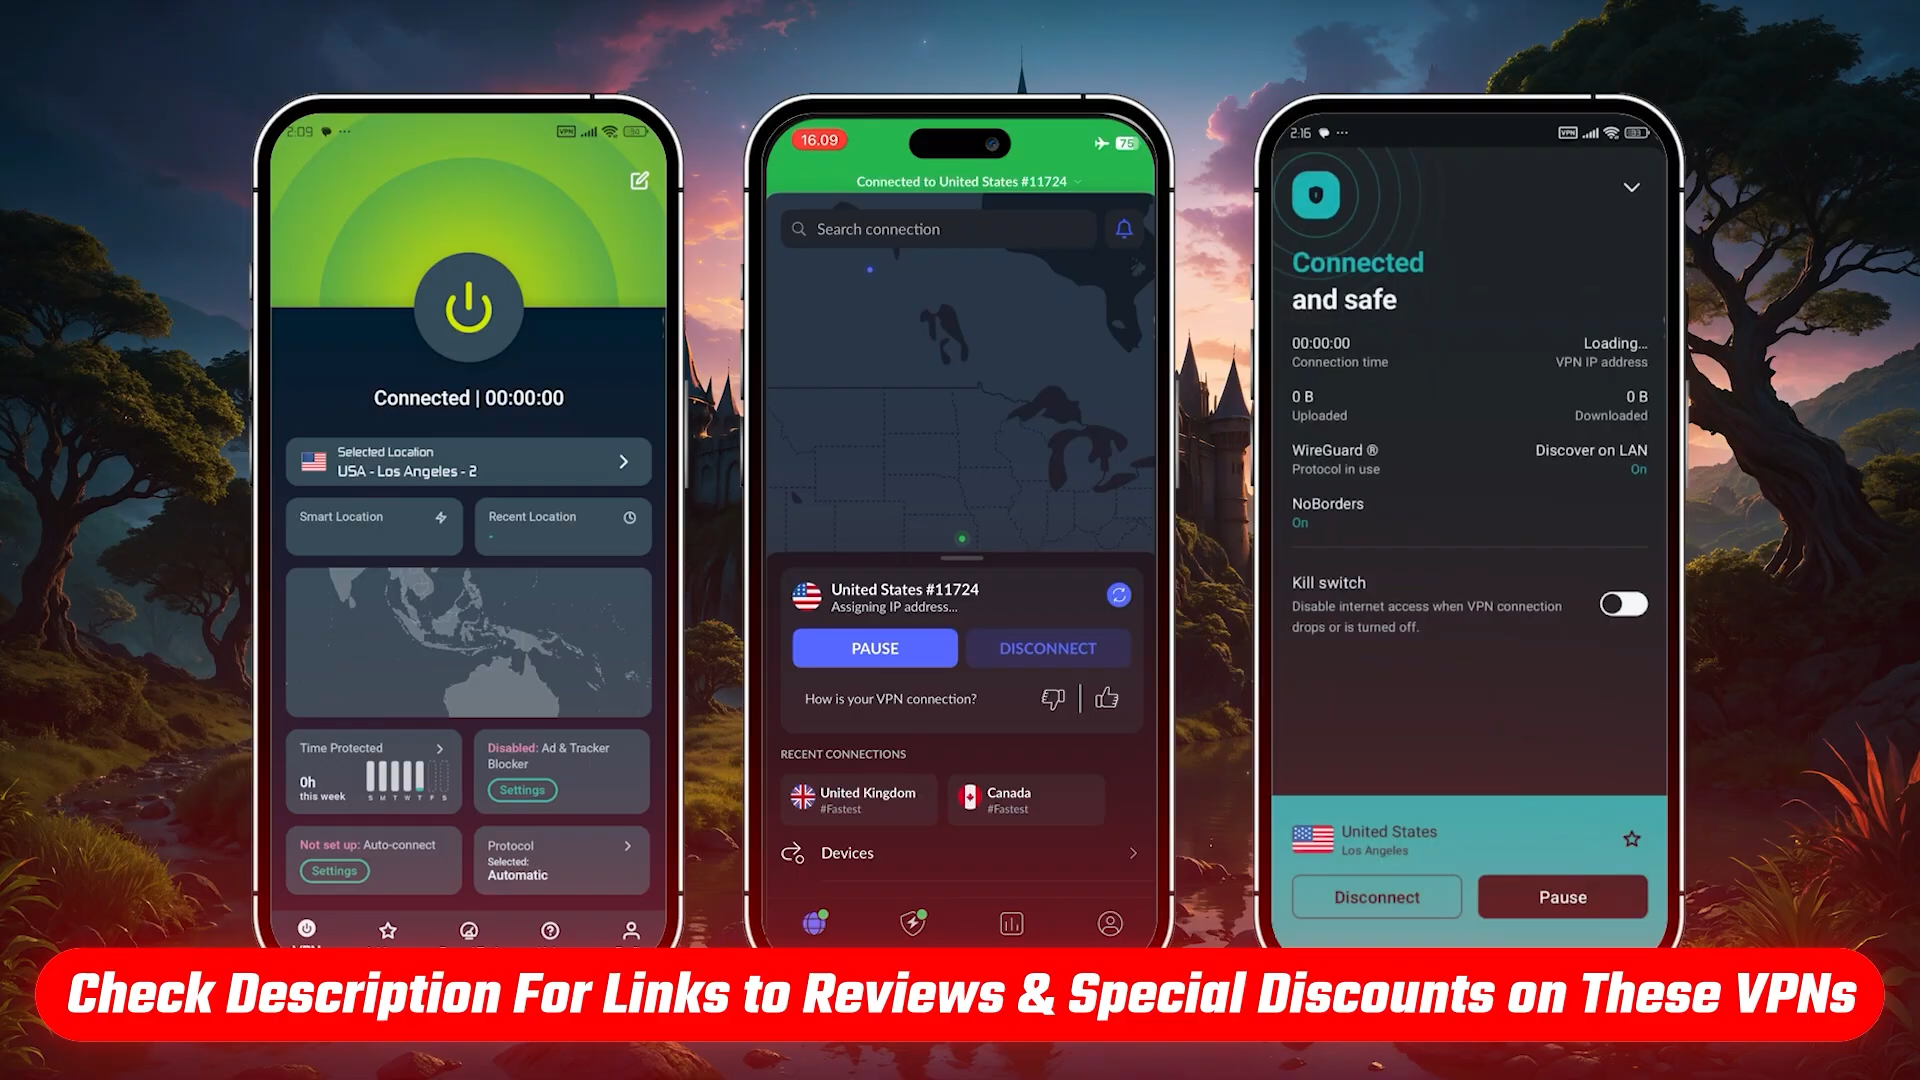 2:09
VPN
50
Connected | 00:00:00
Selected Location
USA - Los Angeles - 2
Smart Location
Recent Location
-
Time Protected
0h
this week
S M T W T F S
Disabled: Ad & Tracker
Blocker
Settings
Not set up: Auto-connect
Settings
Protocol
Selected:
Automatic
16.09
75
Connected to United States #11724
Search connection
United States #11724
Assigning IP address...
PAUSE
DISCONNECT
How is your VPN connection?
RECENT CONNECTIONS
United Kingdom
#Fastest
Canada
#Fastest
Devices
2:16
VPN
Connected
and safe
00:00:00
Connection time
Loading...
VPN IP address
0 B
Uploaded
0 B
Downloaded
WireGuard ®
Protocol in use
Discover on LAN
On
NoBorders
On
Kill switch
Disable internet access when VPN connection
drops or is turned off.
United States
Los Angeles
Disconnect
Pause
Check Description For Links to Reviews & Special Discounts on These VPNs